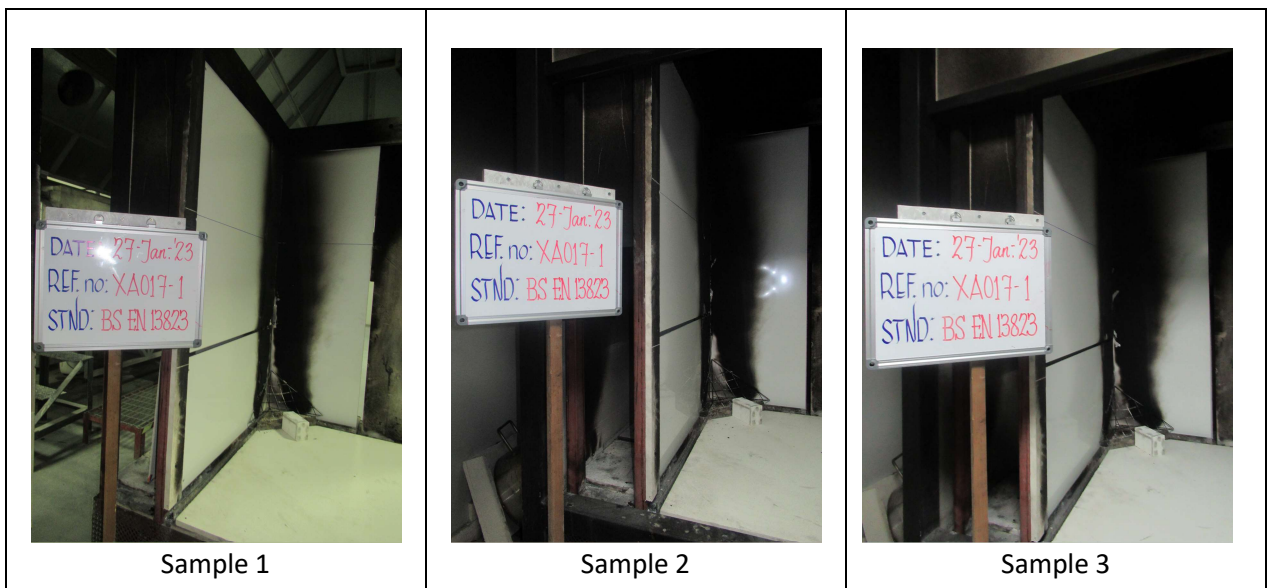 DATE: 27-Jan-'23
REF. no: XA017-1
STND: BS EN 13823
DATE: 27-Jan-'23
REF. no: XA017-1
STND: BS EN 13823
DATE: 27-Jan-'23
REF. no: XA017-1
STND: BS EN 13823
Sample 1
Sample 2
Sample 3